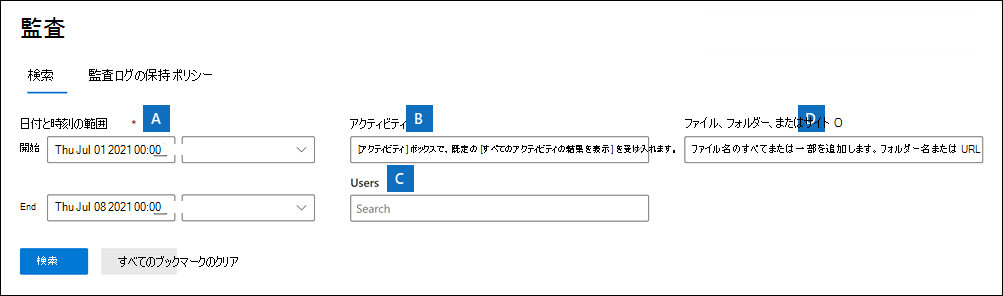 監査
検索 監査ログの保持ポリシー
日付と時刻の範囲 * A
アクティビティ B
ファイル、フォルダー、またはサイト O D
開始 Thu Jul 01 2021 00:00
[アクティビティ] ボックスで、既定の [すべてのアクティビティの結果を表示] を受け入れます。
ファイル名のすべてまたは一部を追加します。フォルダー名または URL
Users C
End Thu Jul 08 2021 00:00
Search
検索 すべてのブックマークのクリア